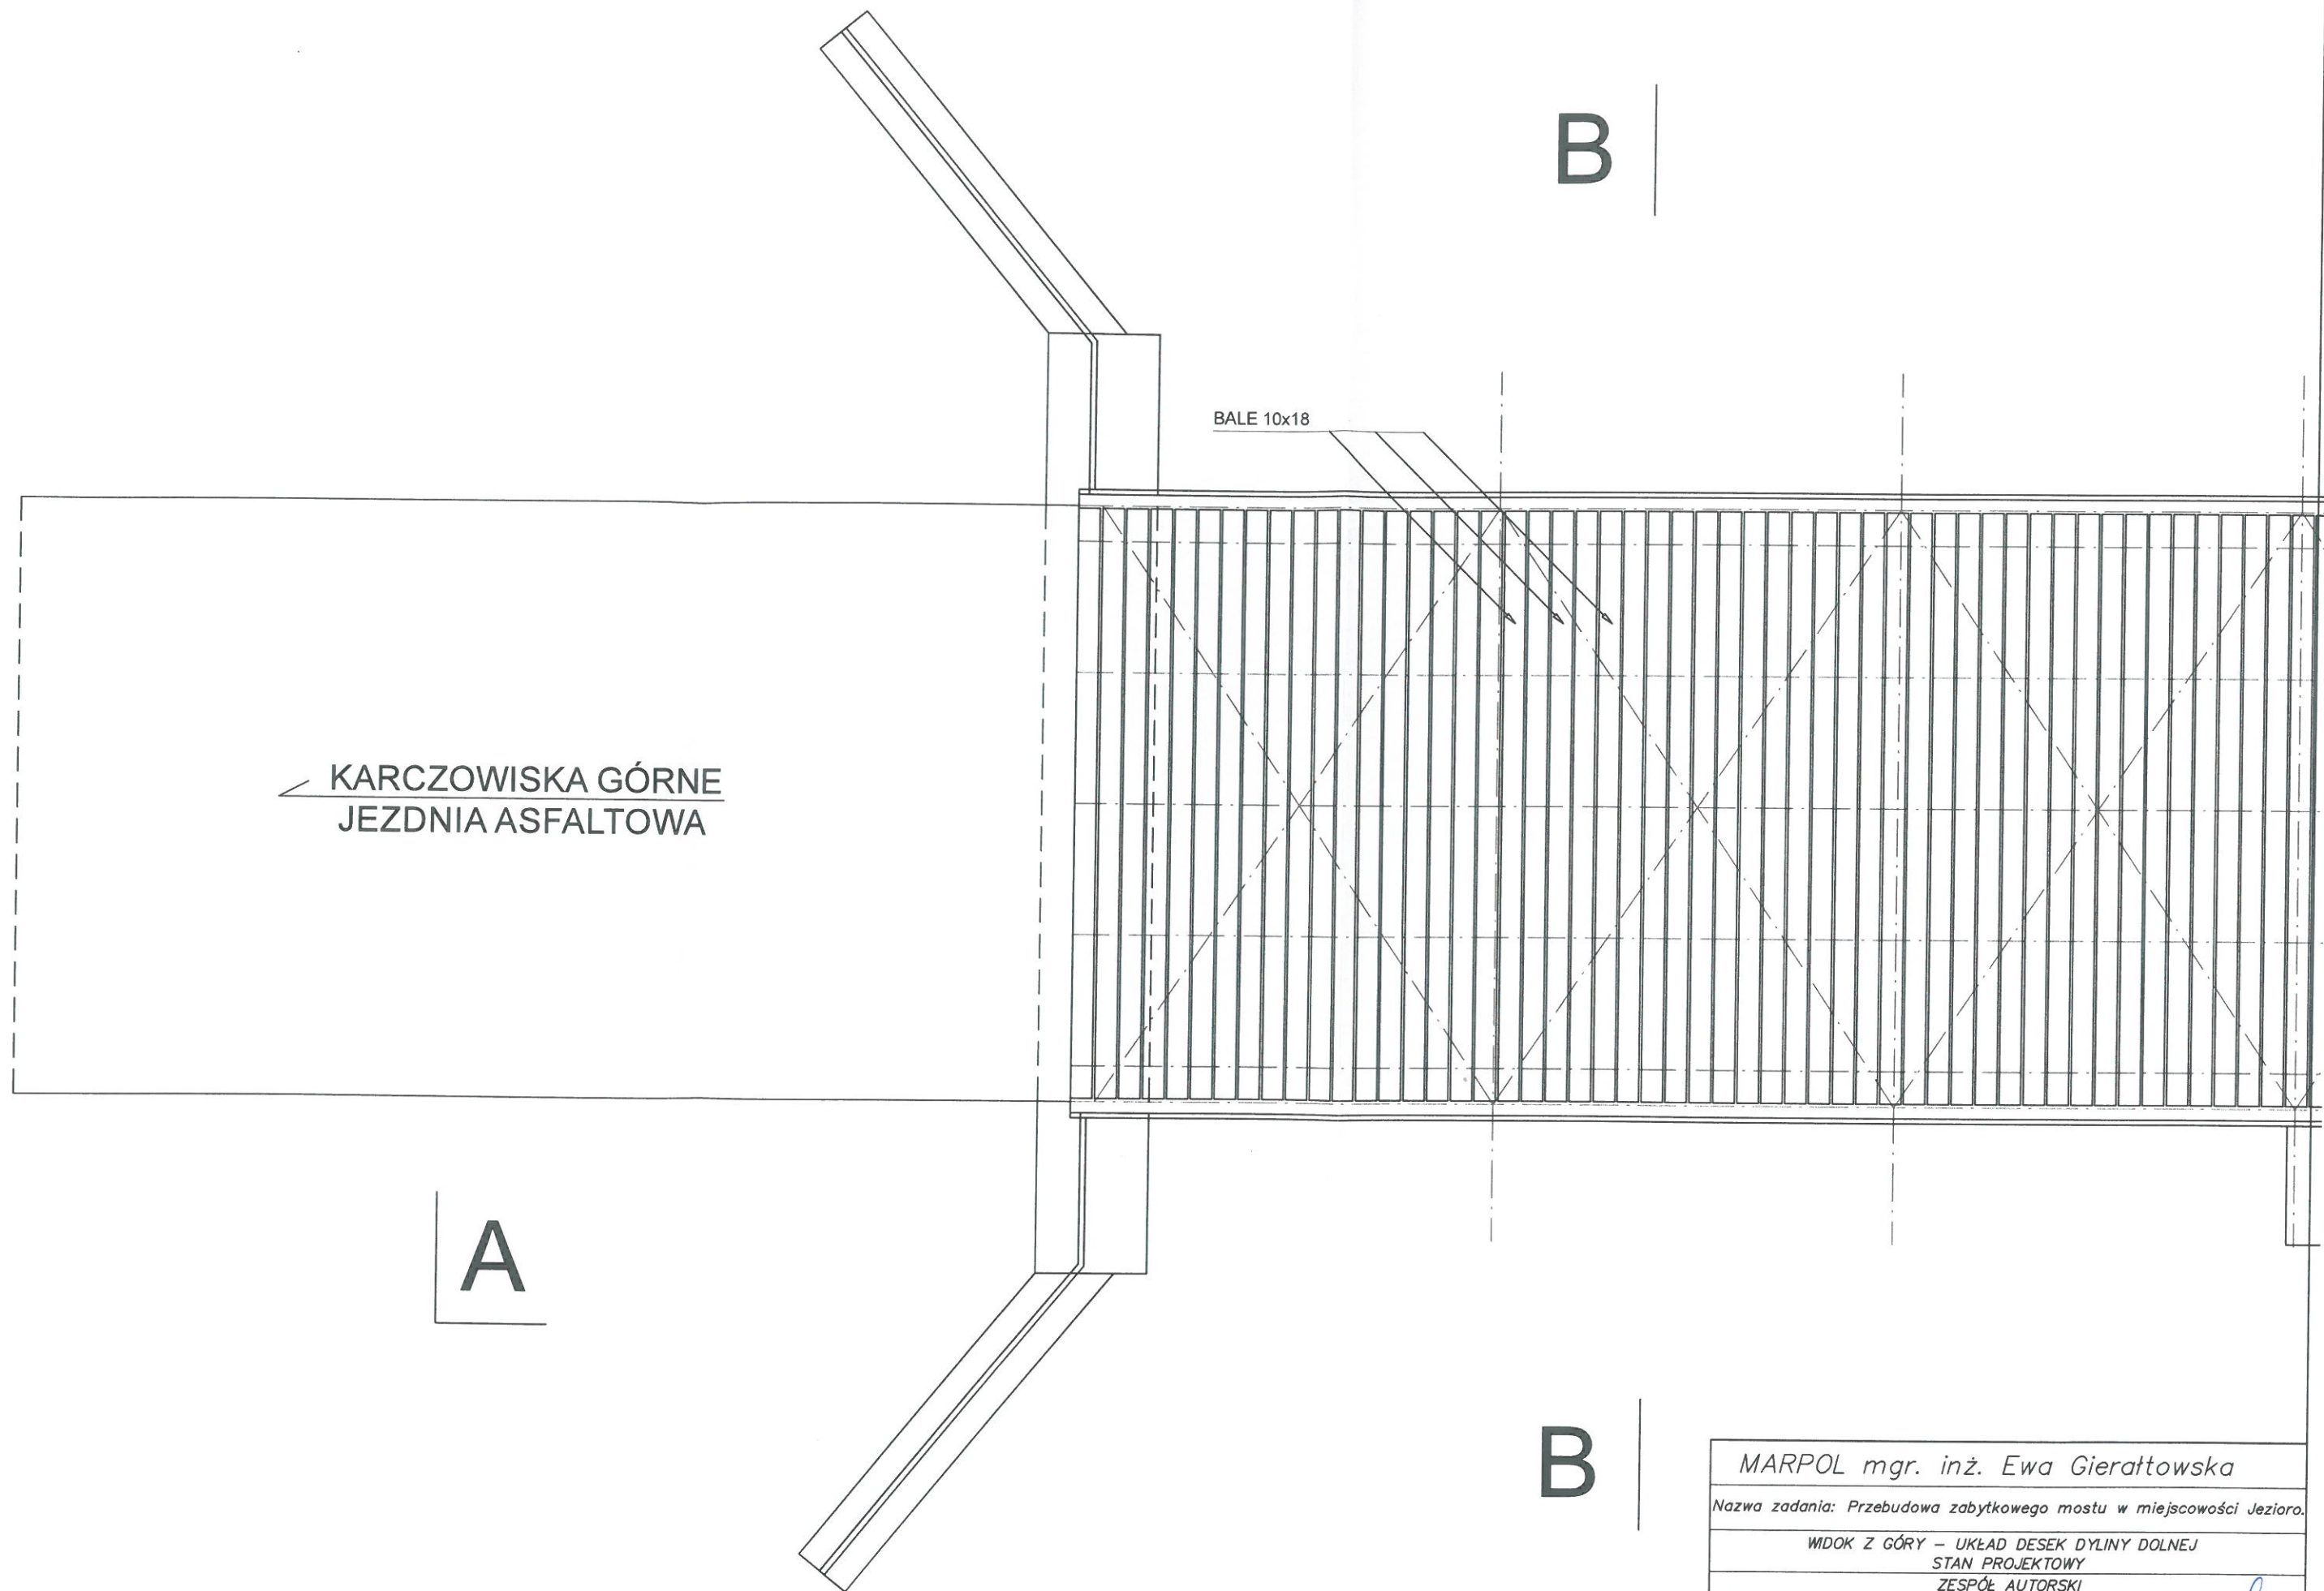 B
BALE 10x18
KARCZOWISKA GÓRNE
JEZDNIA ASFALTOWA
A
B
MARPOL mgr. inż. Ewa Gierałtowska
Nazwa zadania: Przebudowa zabytkowego mostu w miejscowości Jezioro.
WIDOK Z GÓRY – UKŁAD DESEK DYLINY DOLNEJ
STAN PROJEKTOWY
ZESPÓŁ AUTORSKI